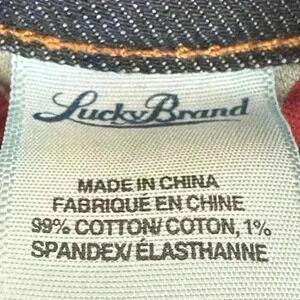 Lucky Brand
MADE IN CHINA
FABRIQUÉ EN CHINE
99% COTTON/ COTON, 1%
SPANDEX/ ÉLASTHANNE